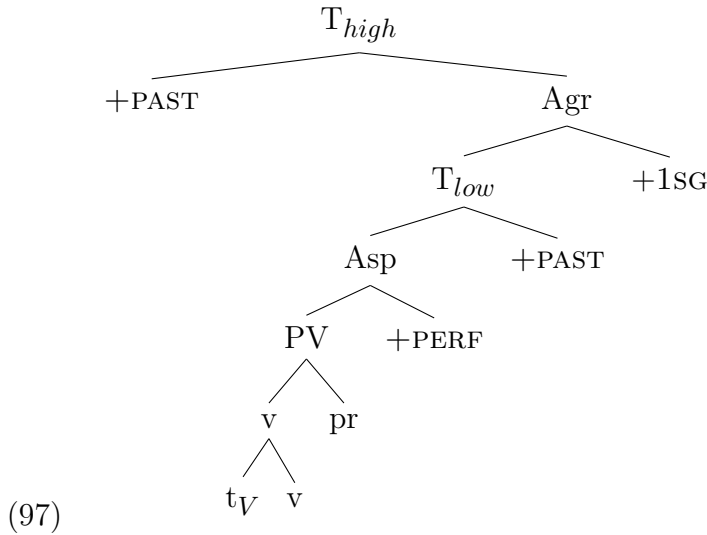 T_high
+PAST Agr
T_low +1SG
Asp +PAST
PV +PERF
v pr
t_V v
(97)